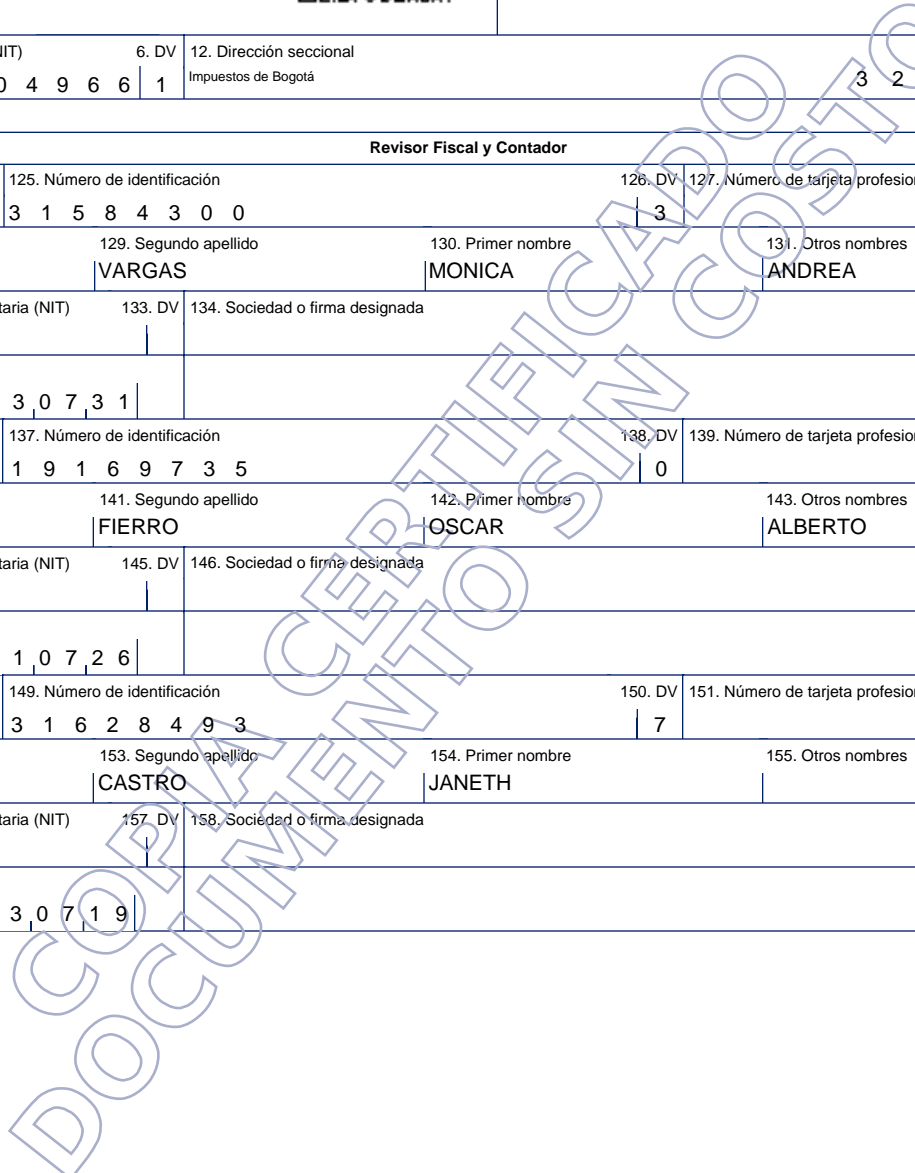 NIT) 6. DV 12. Dirección seccional
0 4 9 6 6 1 Impuestos de Bogotá 3 2
Revisor Fiscal y Contador
125. Número de identificación 126. DV 127. Número de tarjeta profesion
3 1 5 8 4 3 0 0 3
129. Segundo apellido 130. Primer nombre 131. Otros nombres
VARGAS MONICA ANDREA
taria (NIT) 133. DV 134. Sociedad o firma designada
3 0 7 3 1
137. Número de identificación 138. DV 139. Número de tarjeta profesion
1 9 1 6 9 7 3 5 0
141. Segundo apellido 142. Primer nombre 143. Otros nombres
FIERRO OSCAR ALBERTO
taria (NIT) 145. DV 146. Sociedad o firma designada
1 0 7 2 6
149. Número de identificación 150. DV 151. Número de tarjeta profesion
3 1 6 2 8 4 9 3 7
153. Segundo apellido 154. Primer nombre 155. Otros nombres
CASTRO JANETH
taria (NIT) 157. DV 158. Sociedad o firma designada
3 0 7 1 9
COPIA CERTIFICADO
DOCUMENTO SIN COSTO